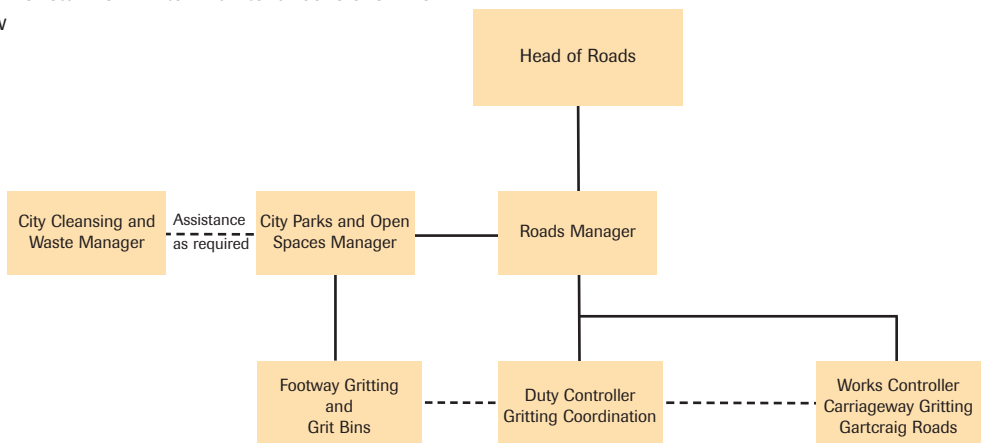 Head of Roads
City Cleansing and
Waste Manager
Assistance
as required
City Parks and Open
Spaces Manager
Roads Manager
Footway Gritting
and
Grit Bins
Duty Controller
Gritting Coordination
Works Controller
Carriageway Gritting
Gartcraig Roads